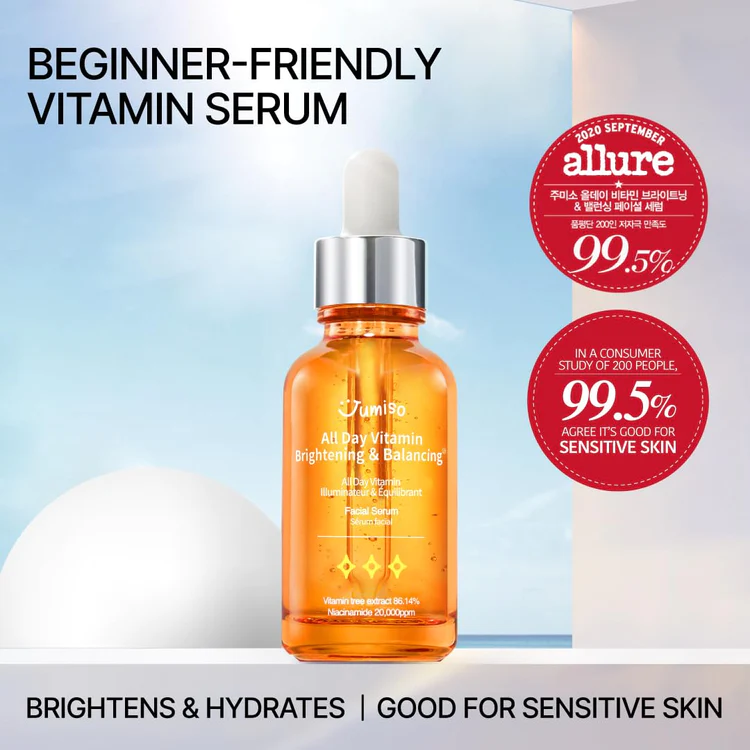 BEGINNER-FRIENDLY
VITAMIN SERUM
2020 SEPTEMBER
allure
주미소 올데이 비타민 브라이트닝
& 밸런싱 페이셜 세럼
품평단 200인 저자극 만족도
99.5%
IN A CONSUMER
STUDY OF 200 PEOPLE,
99.5%
AGREE IT'S GOOD FOR
SENSITIVE SKIN
Jumiso
All Day Vitamin
Brightening & Balancing
All Day Vitamin
Illuminateur & Équilibrant
Facial Serum
Sérum facial
Vitamin tree extract 86.14%
Niacinamide 20,000ppm
BRIGHTENS & HYDRATES | GOOD FOR SENSITIVE SKIN